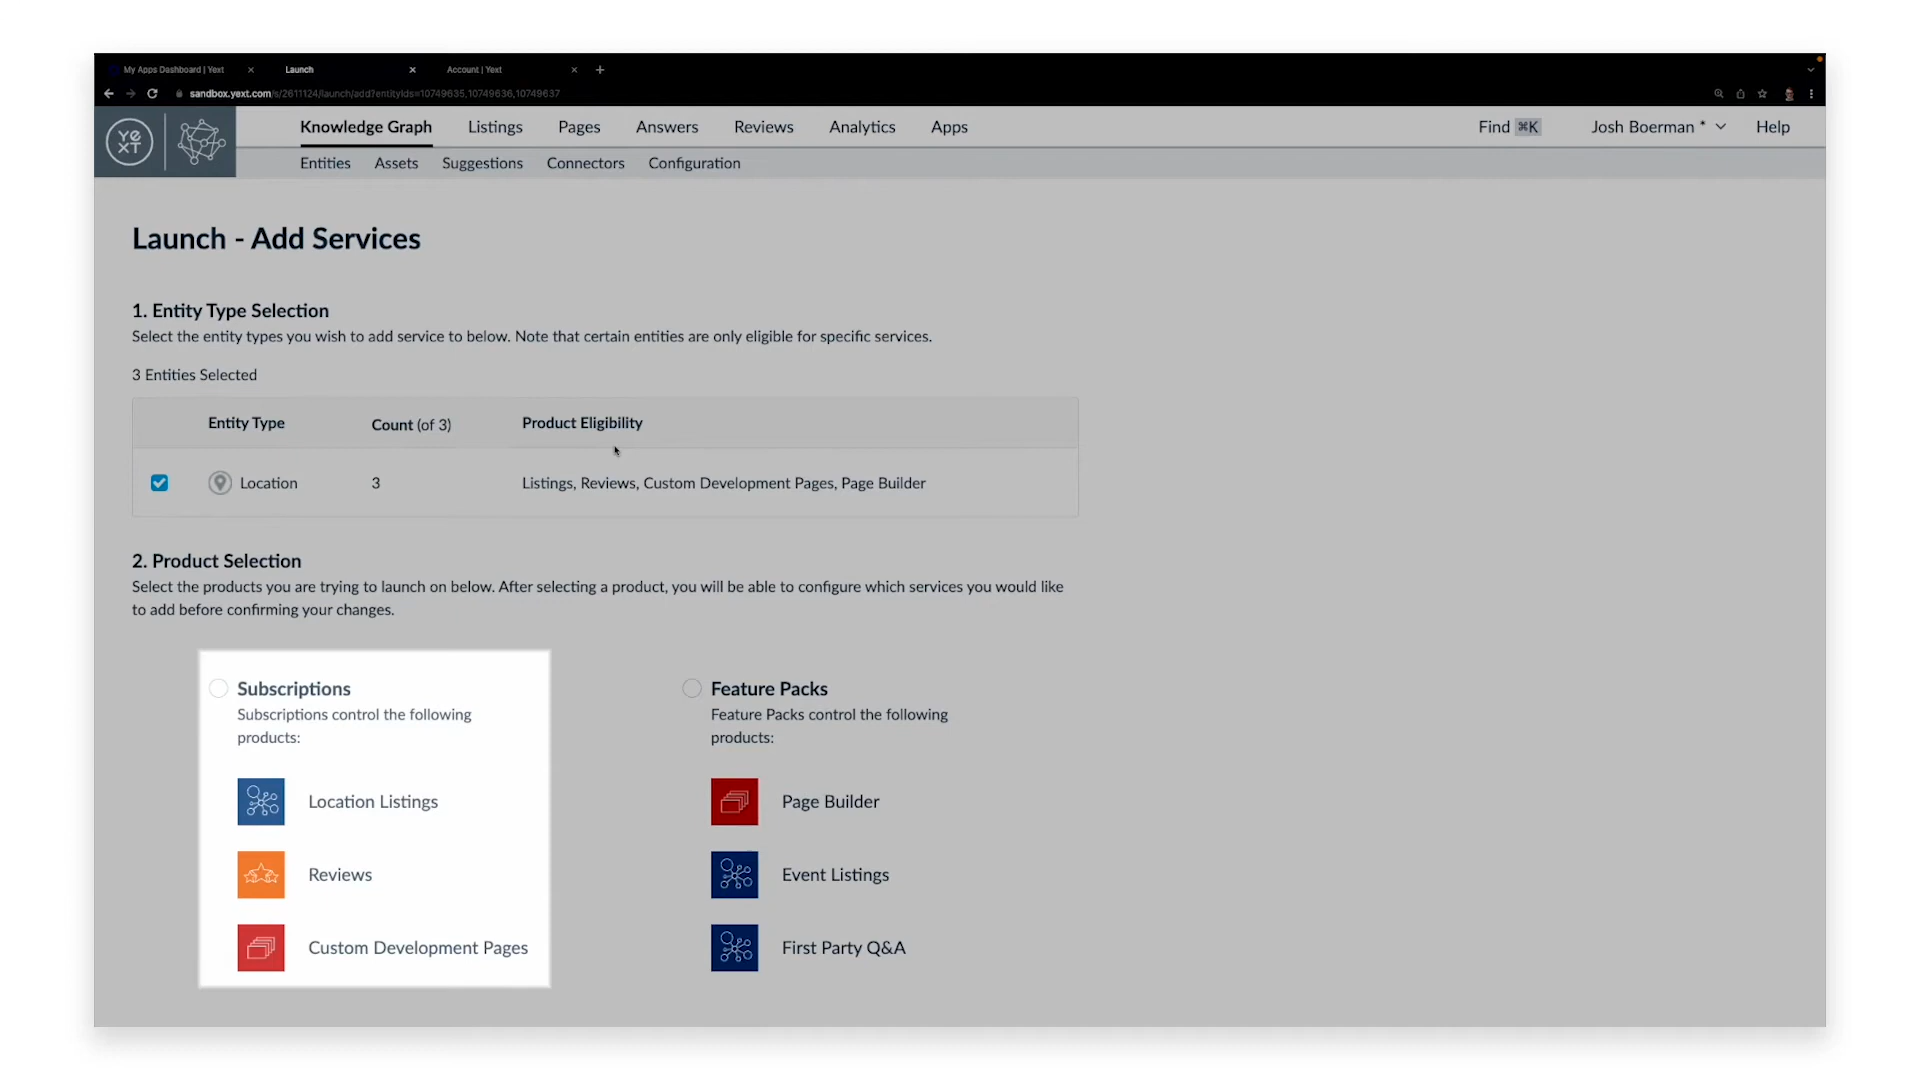 My Apps Dashboard | Yext
Launch
Account | Yext
sandbox.yext.com/s/2611124/launch/add?entityIds=10749635,10749636,10749637
YEXT
Knowledge Graph
Listings
Pages
Answers
Reviews
Analytics
Apps
Find ⌘K
Josh Boerman *
Help
Entities
Assets
Suggestions
Connectors
Configuration
Launch - Add Services
1. Entity Type Selection
Select the entity types you wish to add service to below. Note that certain entities are only eligible for specific services.
3 Entities Selected
Entity Type
Count (of 3)
Product Eligibility
Location
3
Listings, Reviews, Custom Development Pages, Page Builder
2. Product Selection
Select the products you are trying to launch on below. After selecting a product, you will be able to configure which services you would like
to add before confirming your changes.
Subscriptions
Subscriptions control the following
products:
Location Listings
Reviews
Custom Development Pages
Feature Packs
Feature Packs control the following
products:
Page Builder
Event Listings
First Party Q&A